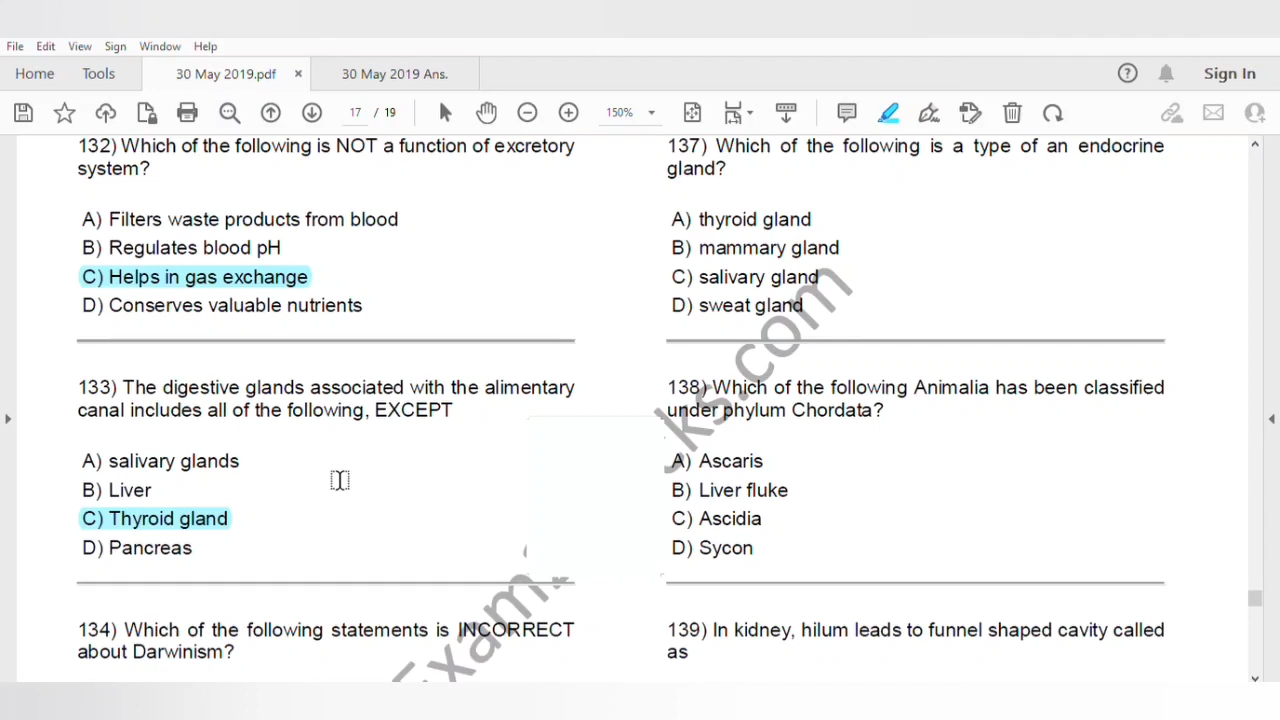 File Edit View Sign Window Help
Home Tools 30 May 2019.pdf × 30 May 2019 Ans. Sign In
17 / 19 150%
132) Which of the following is NOT a function of excretory
system?
A) Filters waste products from blood
B) Regulates blood pH
C) Helps in gas exchange
D) Conserves valuable nutrients
133) The digestive glands associated with the alimentary
canal includes all of the following, EXCEPT
A) salivary glands
B) Liver
C) Thyroid gland
D) Pancreas
134) Which of the following statements is INCORRECT
about Darwinism?
137) Which of the following is a type of an endocrine
gland?
A) thyroid gland
B) mammary gland
C) salivary gland
D) sweat gland
138) Which of the following Animalia has been classified
under phylum Chordata?
A) Ascaris
B) Liver fluke
C) Ascidia
D) Sycon
139) In kidney, hilum leads to funnel shaped cavity called
as